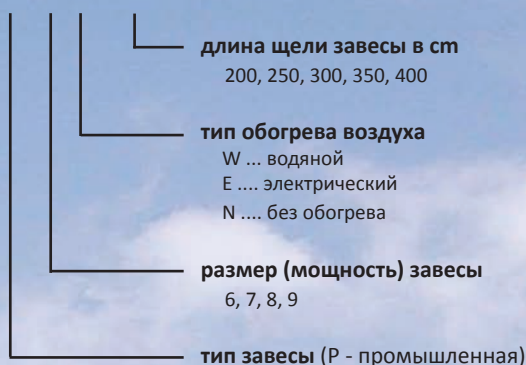 длина щели завесы в cm
200, 250, 300, 350, 400
тип обогрева воздуха
W ... водяной
E .... электрический
N .... без обогрева
размер (мощность) завесы
6, 7, 8, 9
тип завесы (P - промышленная)